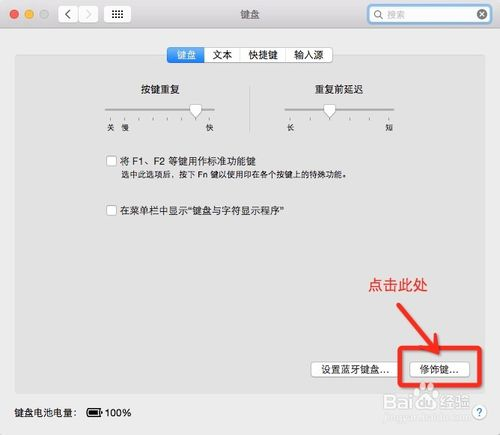 键盘
搜索
键盘 文本 快捷键 输入源
按键重复 重复前延迟
关 慢 快 长 短
将 F1、F2 等键用作标准功能键
选中此选项后，按下 Fn 键以使用印在各个按键上的特殊功能。
在菜单栏中显示“键盘与字符显示程序”
点击此处
设置蓝牙键盘... 修饰键...
键盘电池电量： 100% ?
Bai 经验